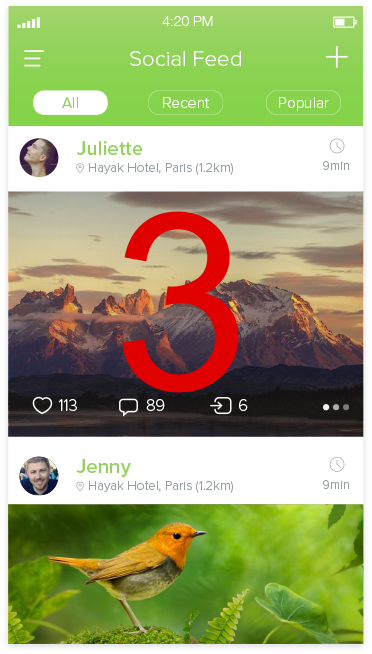 4:20 PM
Social Feed
All Recent Popular
Juliette
Hayak Hotel, Paris (1.2km) 9min
3
113 89 6
Jenny
Hayak Hotel, Paris (1.2km) 9min